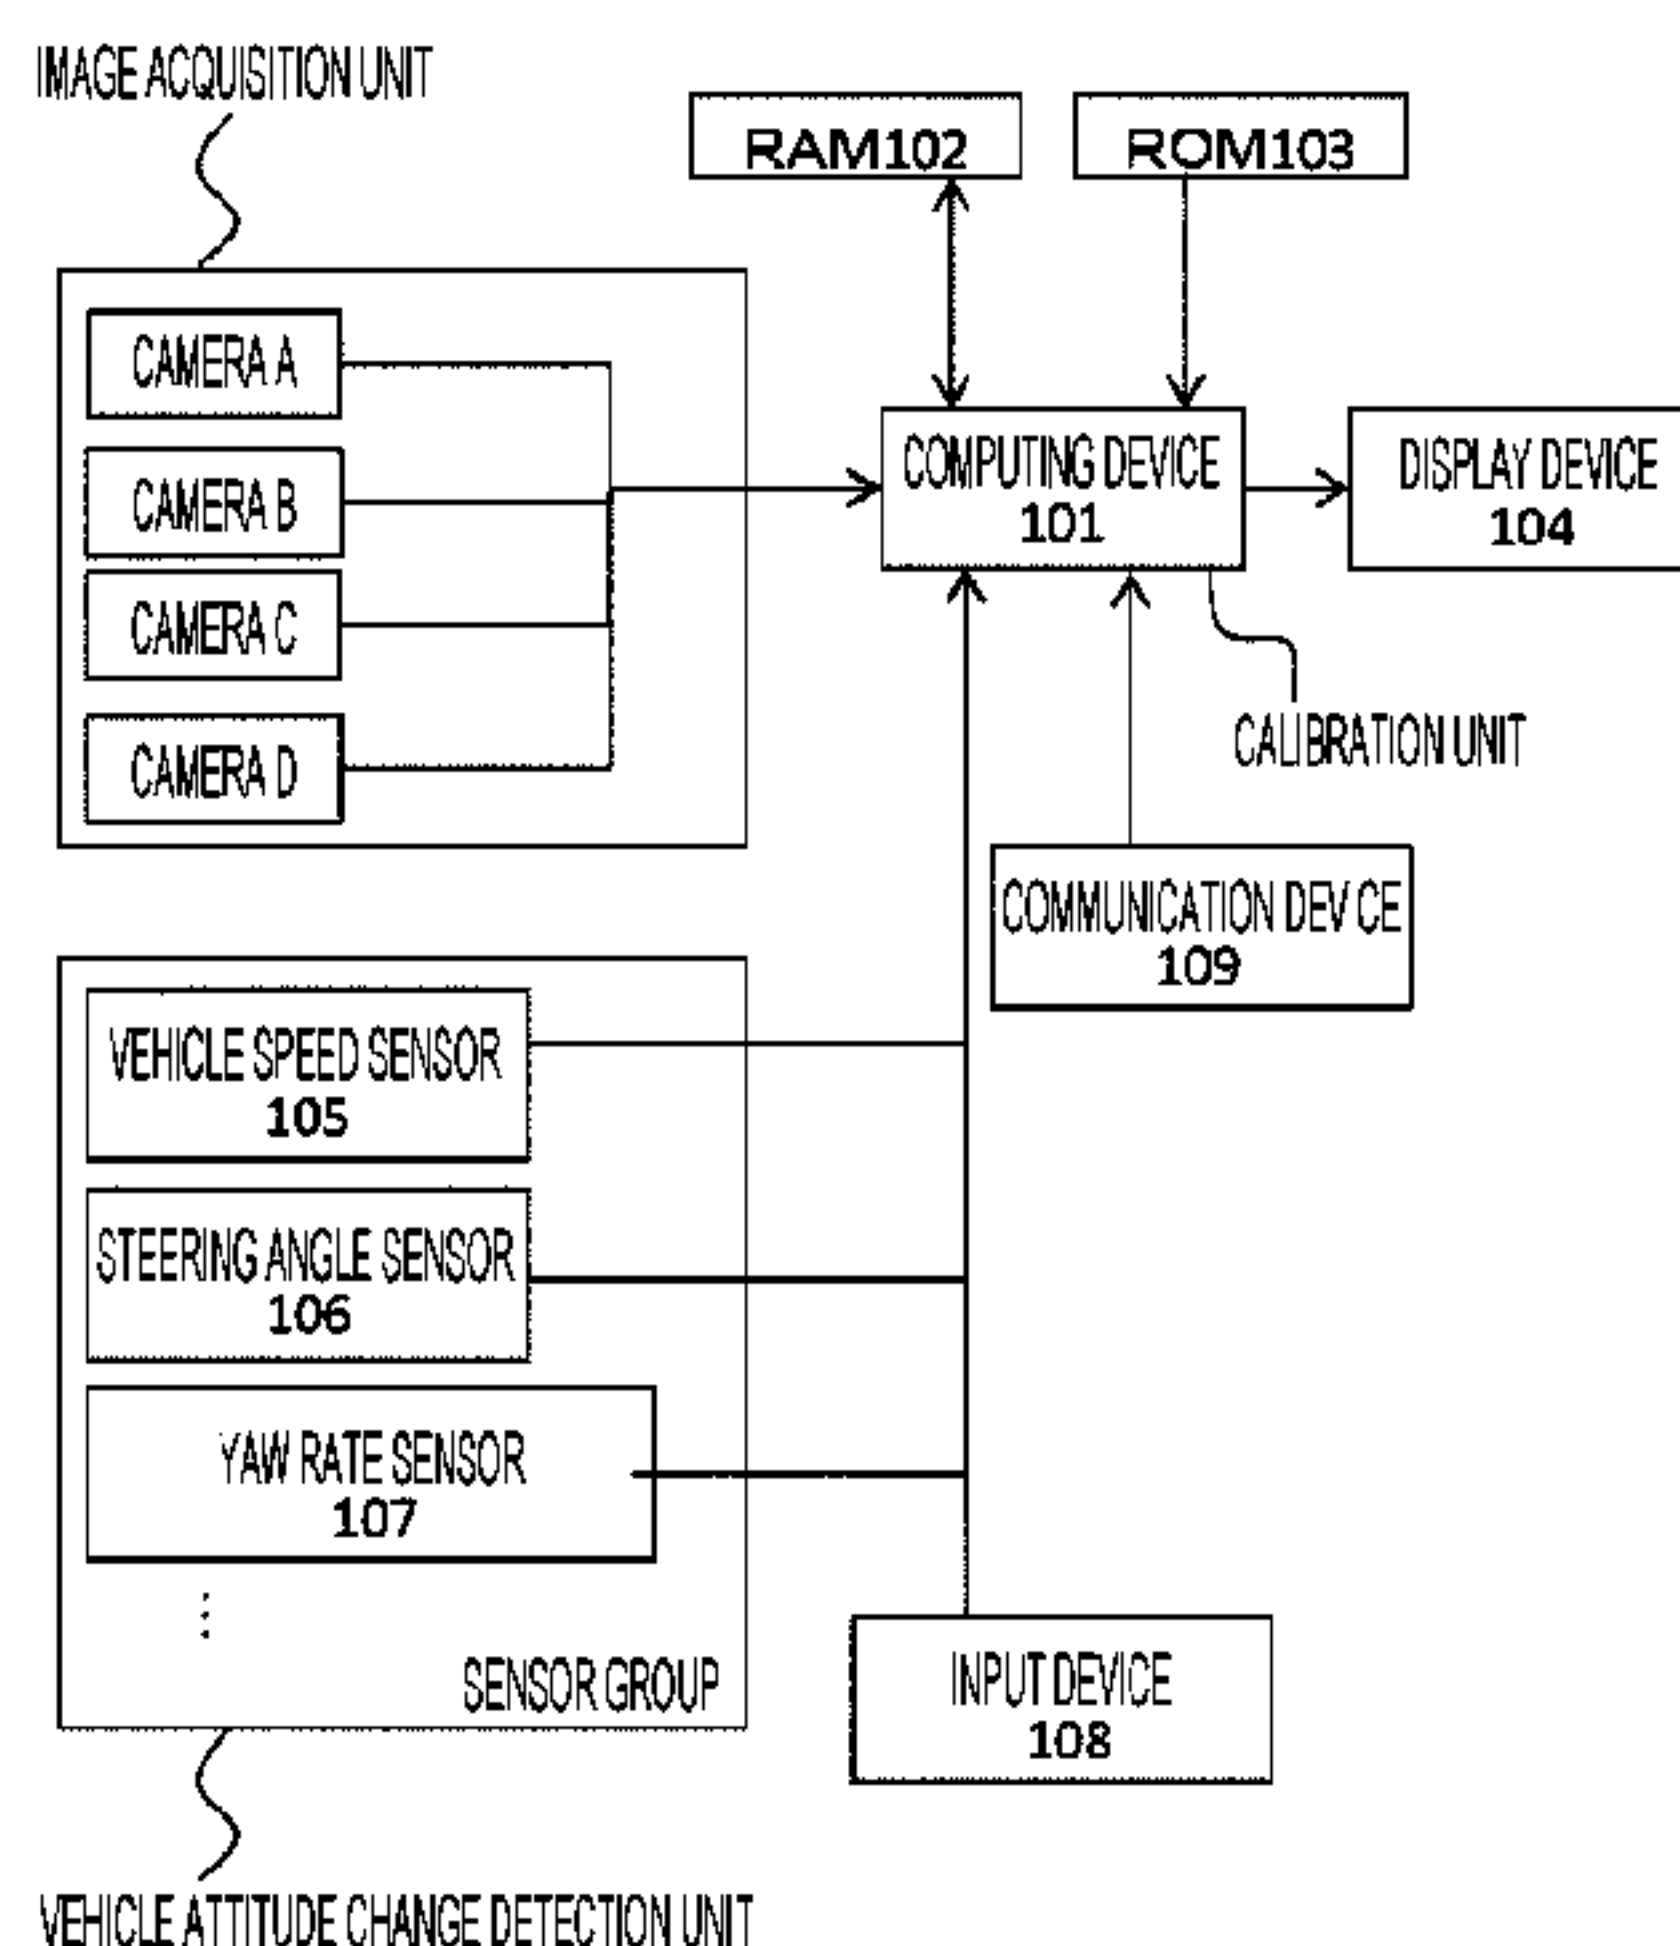 IMAGE ACQUISITION UNIT
RAM102
ROM103
CAMERA A
CAMERA B
CAMERA C
CAMERA D
COMPUTING DEVICE
101
DISPLAY DEVICE
104
CALIBRATION UNIT
COMMUNICATION DEV CE
109
VEHICLE SPEED SENSOR
105
STEERING ANGLE SENSOR
106
YAW RATE SENSOR
107
⋮
SENSOR GROUP
INPUT DEVICE
108
VEHICLE ATTITUDE CHANGE DETECTION UNIT